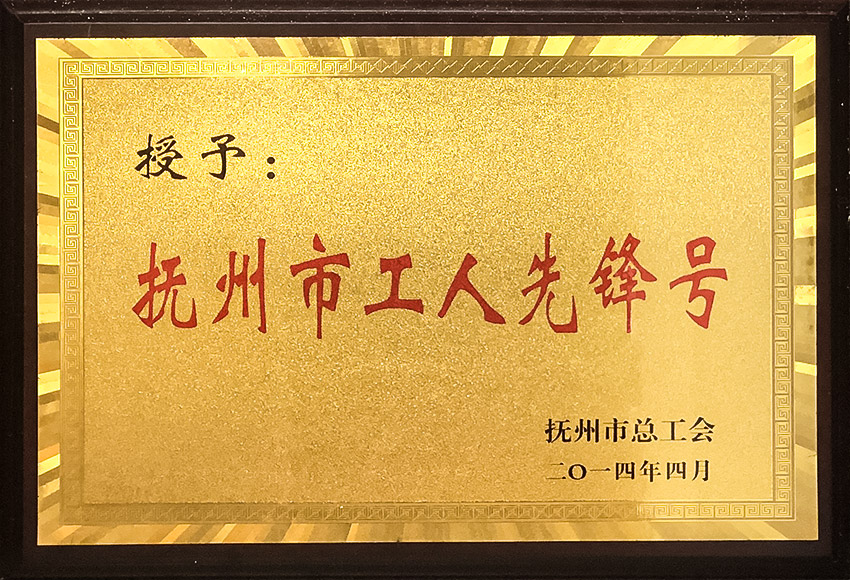 授予：
抚州市工人先锋号
抚州市总工会
二〇一四年四月